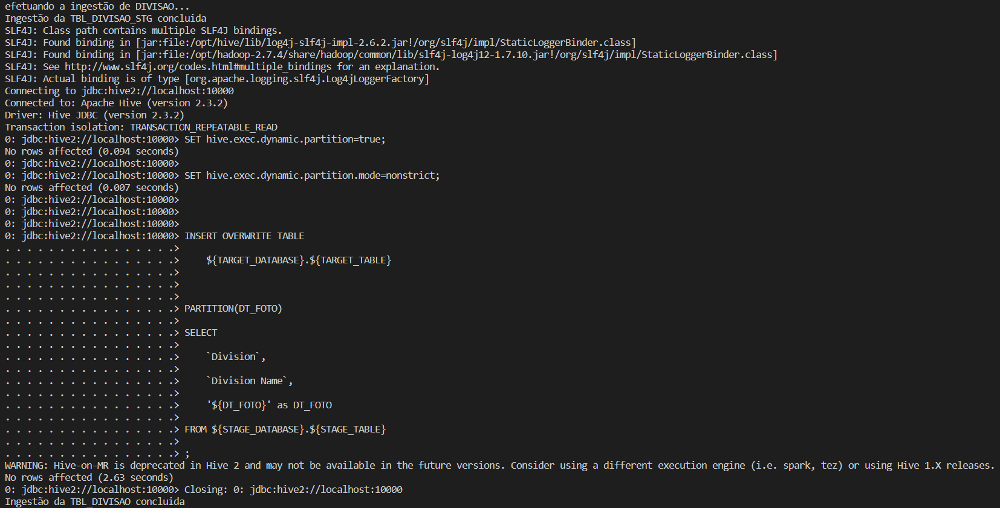 efetuando a ingestão de DIVISAO...
Ingestão da TBL_DIVISAO_STG concluida
SLF4J: Class path contains multiple SLF4J bindings.
SLF4J: Found binding in [jar:file:/opt/hive/lib/log4j-slf4j-impl-2.6.2.jar!/org/slf4j/impl/StaticLoggerBinder.class]
SLF4J: Found binding in [jar:file:/opt/hadoop-2.7.4/share/hadoop/common/lib/slf4j-log4j12-1.7.10.jar!/org/slf4j/impl/StaticLoggerBinder.class]
SLF4J: See http://www.slf4j.org/codes.html#multiple_bindings for an explanation.
SLF4J: Actual binding is of type [org.apache.logging.slf4j.Log4jLoggerFactory]
Connecting to jdbc:hive2://localhost:10000
Connected to: Apache Hive (version 2.3.2)
Driver: Hive JDBC (version 2.3.2)
Transaction isolation: TRANSACTION_REPEATABLE_READ
0: jdbc:hive2://localhost:10000> SET hive.exec.dynamic.partition=true;
No rows affected (0.094 seconds)
0: jdbc:hive2://localhost:10000>
0: jdbc:hive2://localhost:10000> SET hive.exec.dynamic.partition.mode=nonstrict;
No rows affected (0.007 seconds)
0: jdbc:hive2://localhost:10000>
0: jdbc:hive2://localhost:10000>
0: jdbc:hive2://localhost:10000>
0: jdbc:hive2://localhost:10000> INSERT OVERWRITE TABLE
. . . . . . . . . . . . . . . .>
. . . . . . . . . . . . . . . .>     ${TARGET_DATABASE}.${TARGET_TABLE}
. . . . . . . . . . . . . . . .>
. . . . . . . . . . . . . . . .>
. . . . . . . . . . . . . . . .>
. . . . . . . . . . . . . . . .> PARTITION(DT_FOTO)
. . . . . . . . . . . . . . . .>
. . . . . . . . . . . . . . . .> SELECT
. . . . . . . . . . . . . . . .>
. . . . . . . . . . . . . . . .>     `Division`,
. . . . . . . . . . . . . . . .>
. . . . . . . . . . . . . . . .>     `Division Name`,
. . . . . . . . . . . . . . . .>
. . . . . . . . . . . . . . . .>     '${DT_FOTO}' as DT_FOTO
. . . . . . . . . . . . . . . .>
. . . . . . . . . . . . . . . .> FROM ${STAGE_DATABASE}.${STAGE_TABLE}
. . . . . . . . . . . . . . . .>
. . . . . . . . . . . . . . . .> ;
WARNING: Hive-on-MR is deprecated in Hive 2 and may not be available in the future versions. Consider using a different execution engine (i.e. spark, tez) or using Hive 1.X releases.
No rows affected (2.63 seconds)
0: jdbc:hive2://localhost:10000> Closing: 0: jdbc:hive2://localhost:10000
Ingestão da TBL_DIVISAO concluida